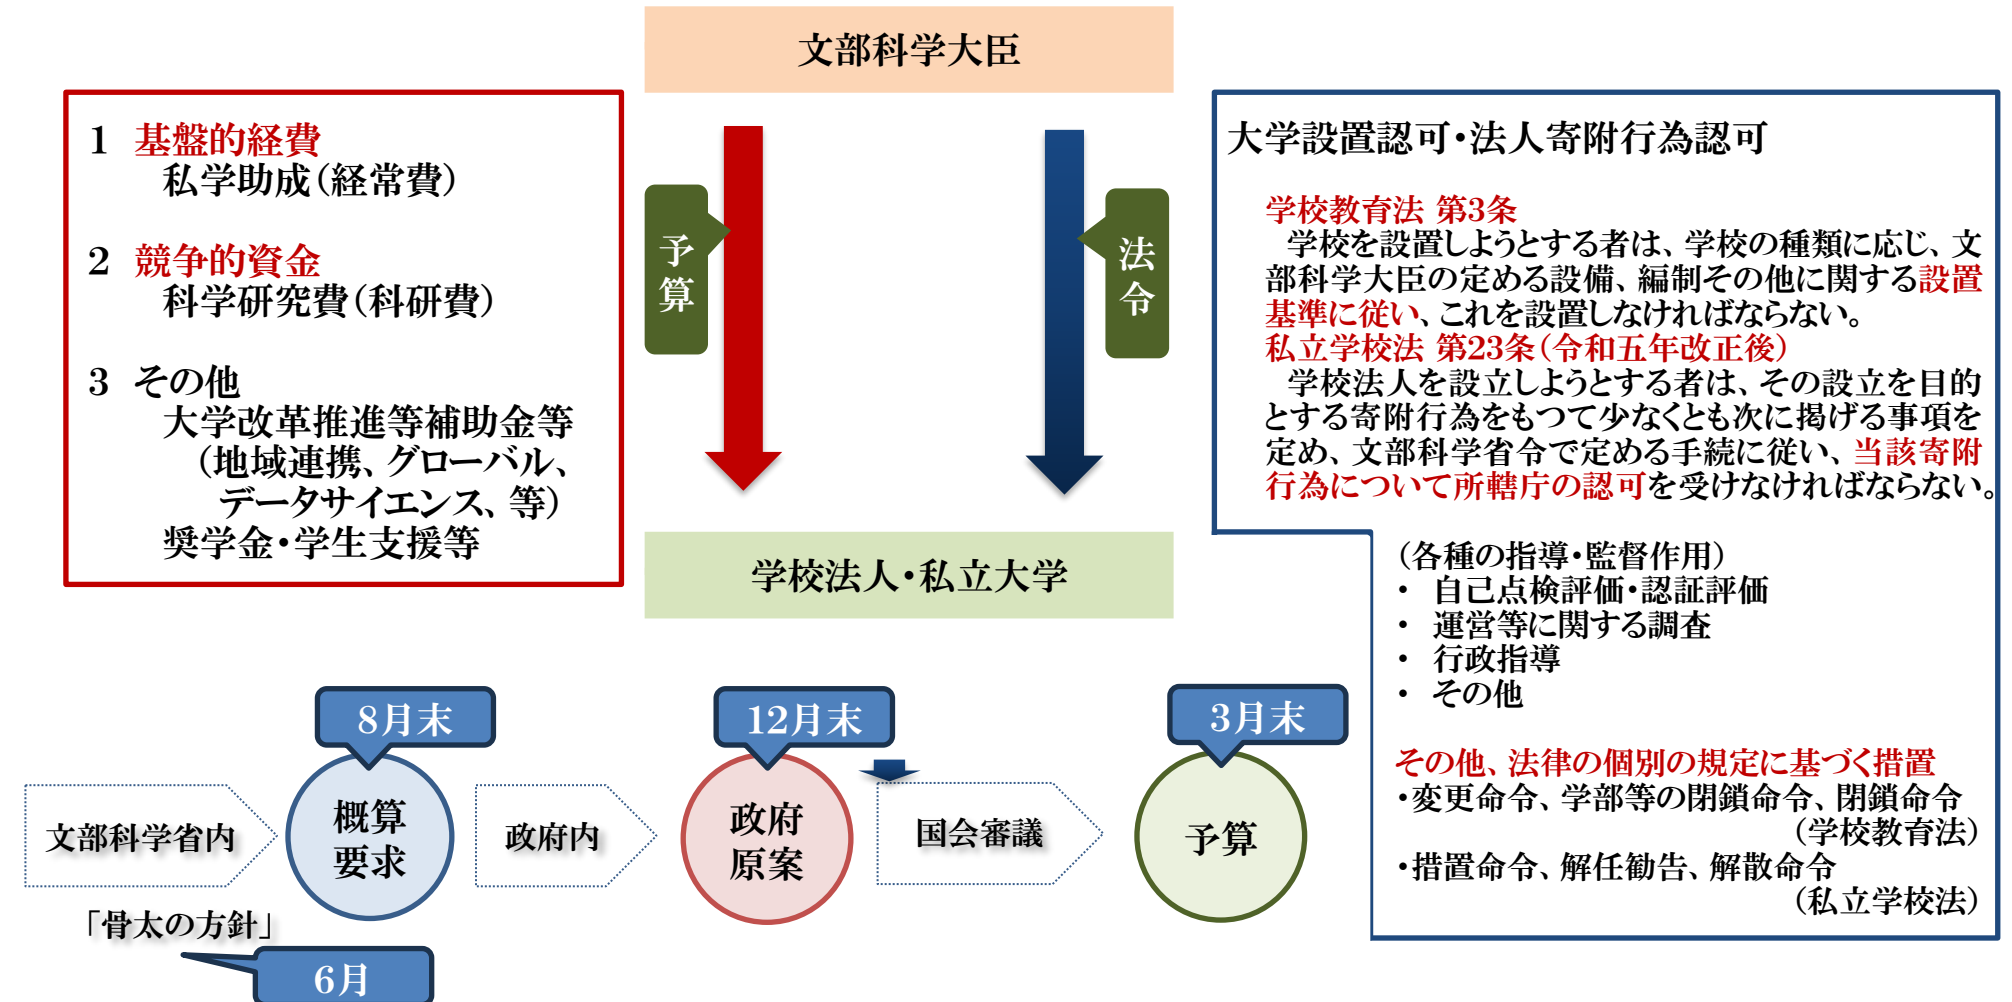 文部科学大臣
1 基盤的経費
私学助成（経常費）
2 競争的資金
科学研究費（科研費）
3 その他
大学改革推進等補助金等
（地域連携、グローバル、
データサイエンス、等）
奨学金・学生支援等
予算
法令
学校法人・私立大学
大学設置認可・法人寄附行為認可
学校教育法 第3条
学校を設置しようとする者は、学校の種類に応じ、文
部科学大臣の定める設備、編制その他に関する設置
基準に従い、これを設置しなければならない。
私立学校法 第23条（令和五年改正後）
学校法人を設立しようとする者は、その設立を目的
とする寄附行為をもつて少なくとも次に掲げる事項を
定め、文部科学省令で定める手続に従い、当該寄附
行為について所轄庁の認可を受けなければならない。
（各種の指導・監督作用）
・ 自己点検評価・認証評価
・ 運営等に関する調査
・ 行政指導
・ その他
その他、法律の個別の規定に基づく措置
・変更命令、学部等の閉鎖命令、閉鎖命令
（学校教育法）
・措置命令、解任勧告、解散命令
（私立学校法）
8月末
12月末
3月末
文部科学省内
概算
要求
政府内
政府
原案
国会審議
予算
「骨太の方針」
6月